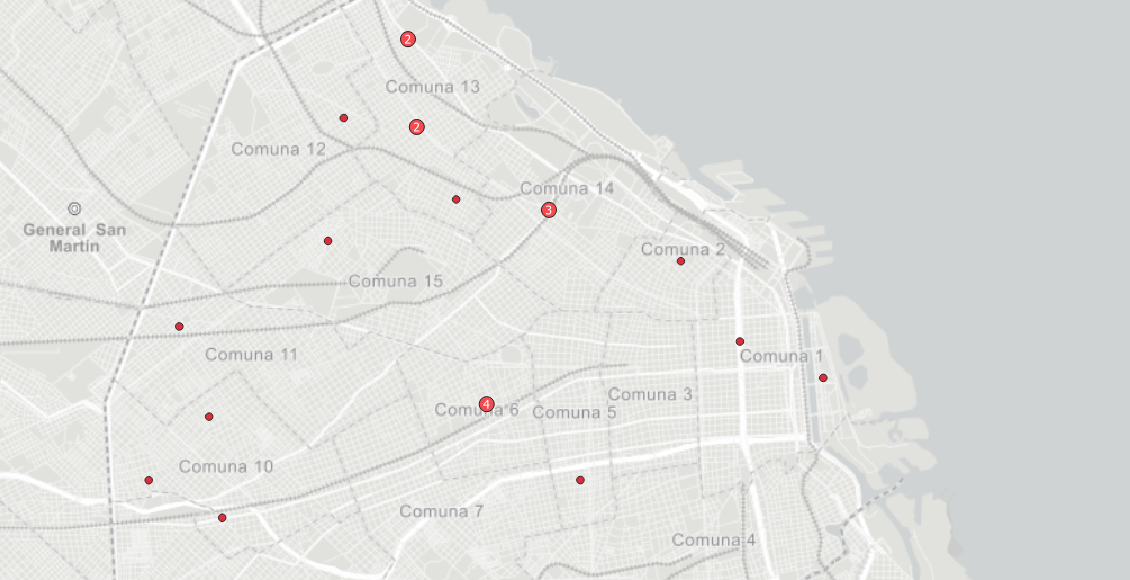 2
Comuna 13
2
Comuna 12
Comuna 14
3
General San
Martín
Comuna 2
Comuna 15
Comuna 11
Comuna 1
Comuna 3
4
Comuna 6
Comuna 5
Comuna 10
Comuna 7
Comuna 4